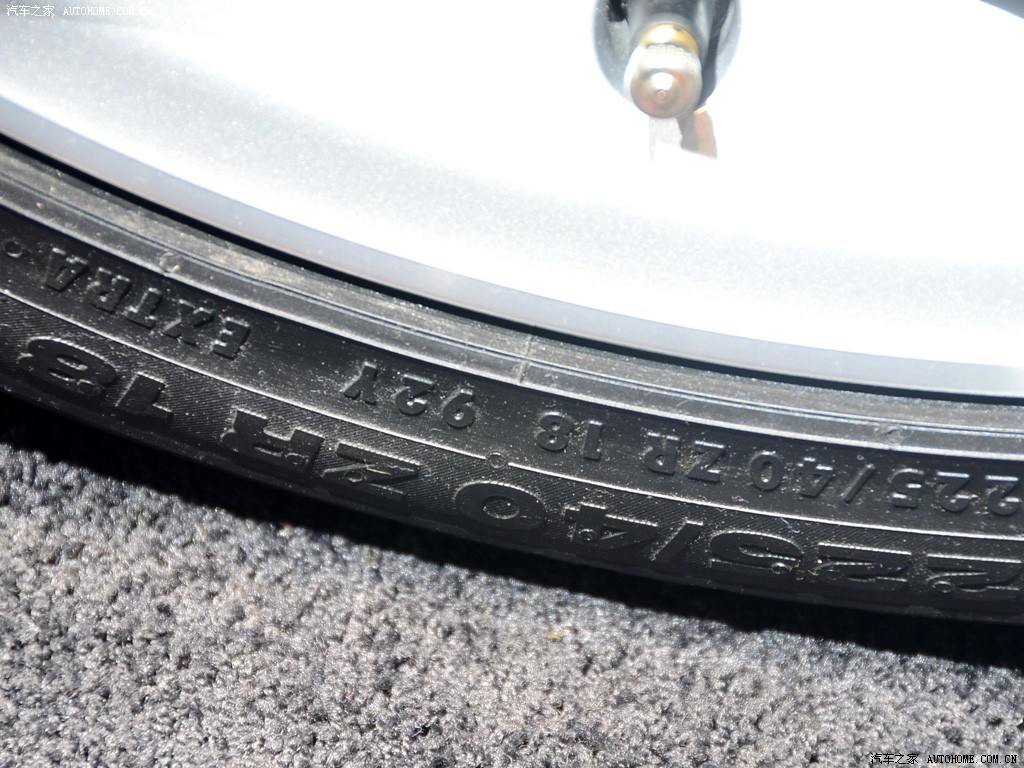 汽车之家 AUTOHOME.COM.CN
225/40 ZR 18 92Y EXTRA
225/40 ZR 18
汽车之家 AUTOHOME.COM.CN